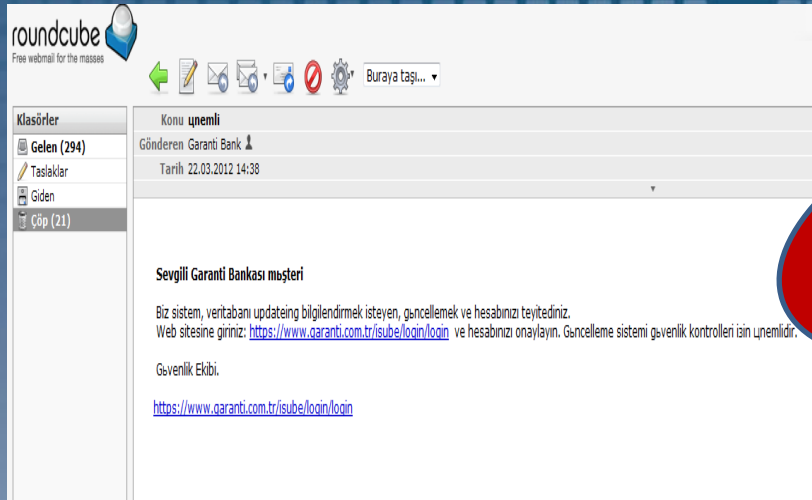 roundcube
Free webmail for the masses
Buraya taşı...
Klasörler
Gelen (294)
Taslaklar
Giden
Çöp (21)
Konu цnemli
Gönderen Garanti Bank
Tarih 22.03.2012 14:38
Sevgili Garanti Bankası mьşteri
Biz sistem, veritabanı updateing bilgilendirmek isteyen, gьncellemek ve hesabınızı teyitediniz.
Web sitesine giriniz: https://www.garanti.com.tr/isube/login/login ve hesabınızı onaylayın. Gьncelleme sistemi gьvenlik kontrolleri isin цnemlidir.
Gьvenlik Ekibi.
https://www.garanti.com.tr/isube/login/login